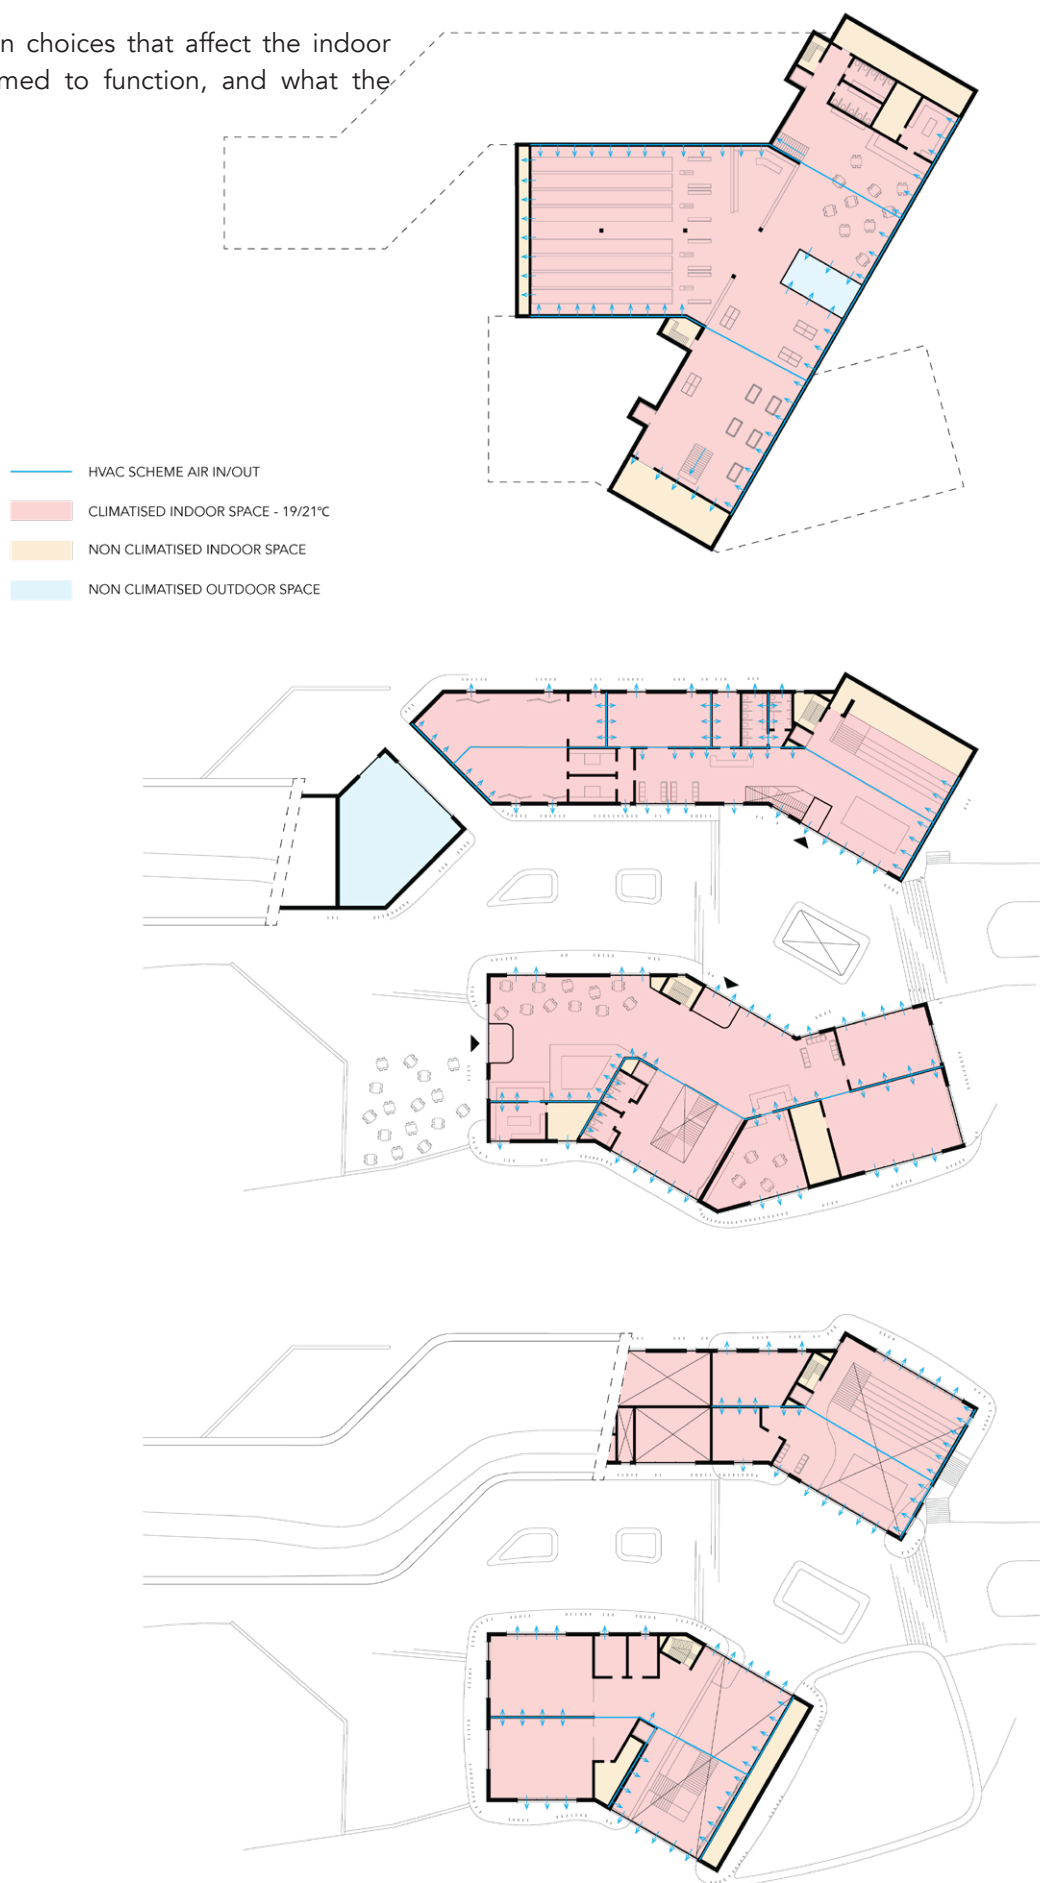 n choices that affect the indoor
med to function, and what the
HVAC SCHEME AIR IN/OUT
CLIMATISED INDOOR SPACE - 19/21°C
NON CLIMATISED INDOOR SPACE
NON CLIMATISED OUTDOOR SPACE